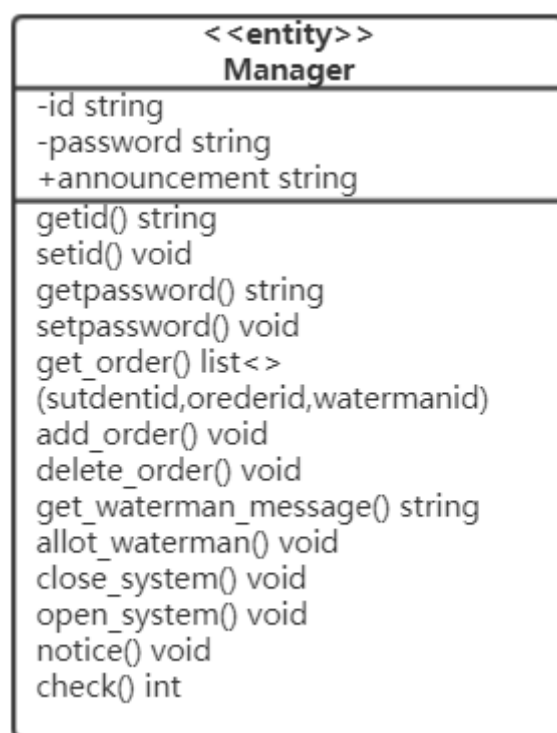 <<entity>>
Manager
-id string
-password string
+announcement string
getid() string
setid() void
getpassword() string
setpassword() void
get_order() list<>
(sutdentid,orederid,watermanid)
add_order() void
delete_order() void
get_waterman_message() string
allot_waterman() void
close_system() void
open_system() void
notice() void
check() int